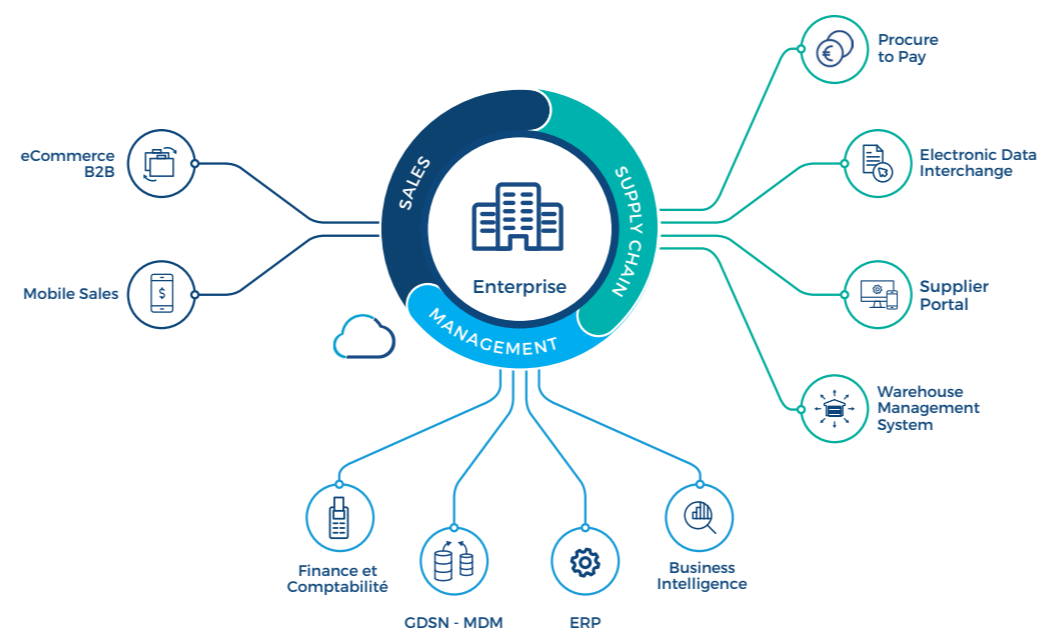 Procure
to Pay
eCommerce
B2B
Electronic Data
Interchange
SALES
SUPPLY CHAIN
Enterprise
Mobile Sales
$
€
Supplier
Portal
MANAGEMENT
Warehouse
Management
System
Finance et
Comptabilité
GDSN - MDM
ERP
Business
Intelligence